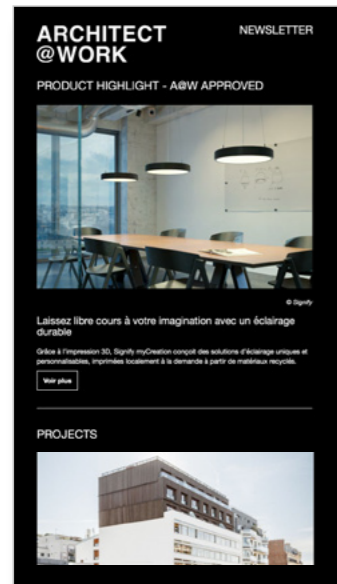 ARCHITECT
@WORK
NEWSLETTER
PRODUCT HIGHLIGHT - A@W APPROVED
© Signify
Laissez libre cours à votre imagination avec un éclairage
durable
Grâce à l'impression 3D, Signify myCreation conçoit des solutions d'éclairage uniques et
personnalisables, imprimées localement à la demande à partir de matériaux recyclés.
Voir plus
PROJECTS